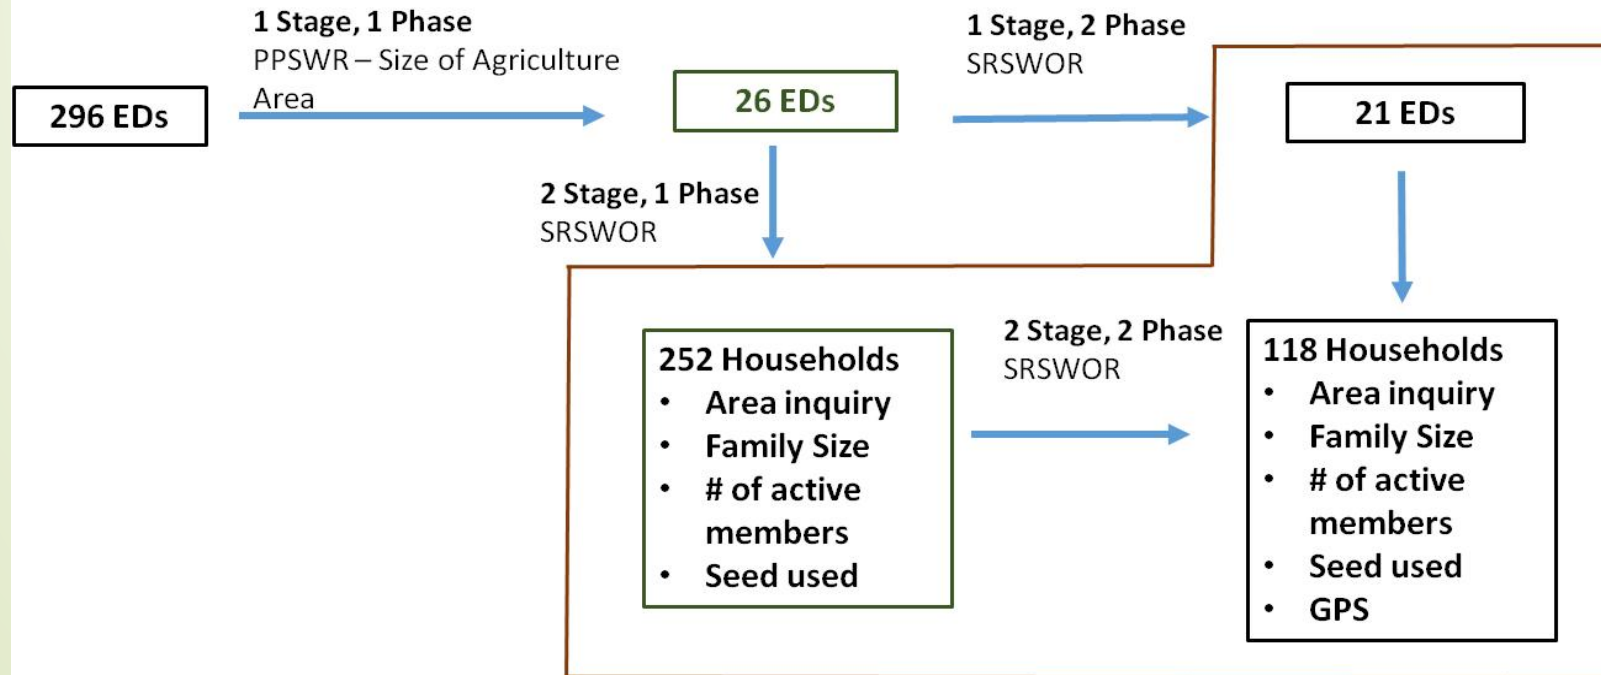 1 Stage, 1 Phase
PPSWR – Size of Agriculture
Area
296 EDs
26 EDs
1 Stage, 2 Phase
SRSWOR
21 EDs
2 Stage, 1 Phase
SRSWOR
252 Households
• Area inquiry
• Family Size
• # of active
members
• Seed used
2 Stage, 2 Phase
SRSWOR
118 Households
• Area inquiry
• Family Size
• # of active
members
• Seed used
• GPS